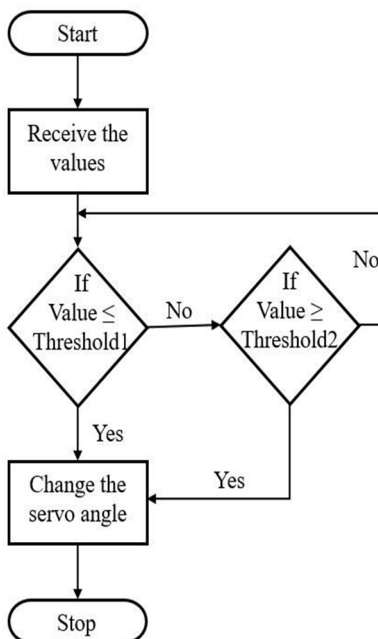 Start
Receive the
values
If
Value ≤
Threshold1
No
If
Value ≥
Threshold2
No
Yes
Yes
Change the
servo angle
Stop